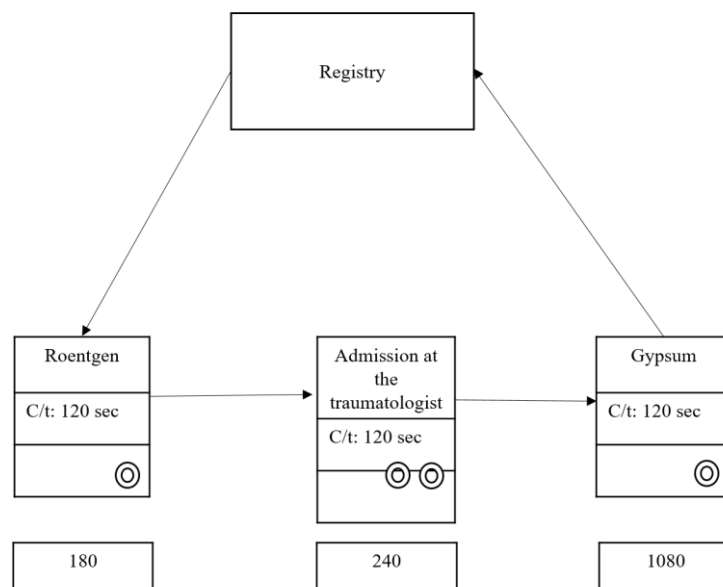 Registry
Roentgen
C/t: 120 sec
180
Admission at
the
traumatologist
C/t: 120 sec
240
Gypsum
C/t: 120 sec
1080